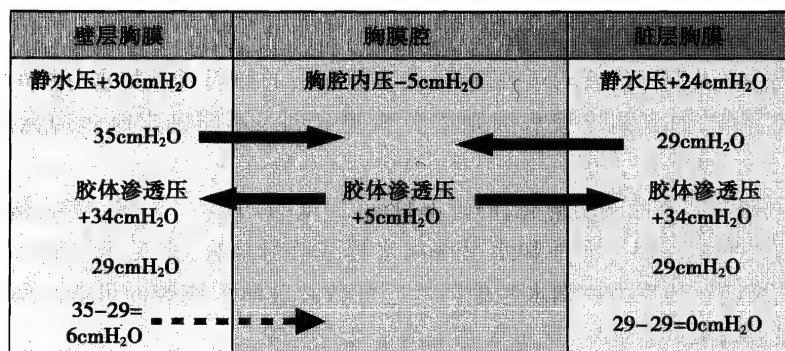 壁层胸膜 胸膜腔 脏层胸膜
静水压+30cmH₂O 胸腔内压−5cmH₂O 静水压+24cmH₂O
35cmH₂O 29cmH₂O
胶体渗透压 胶体渗透压 胶体渗透压
+34cmH₂O +5cmH₂O +34cmH₂O
29cmH₂O 29cmH₂O
35−29=
6cmH₂O 29−29=0cmH₂O